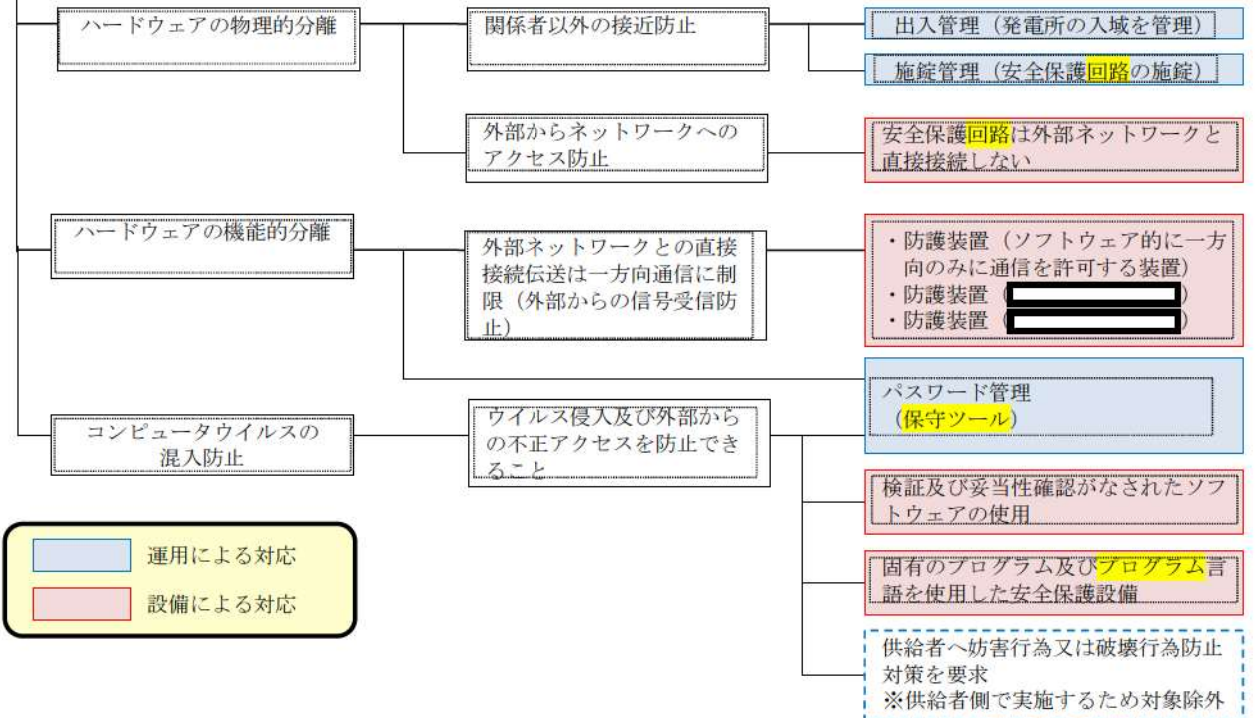 ハードウェアの物理的分離
関係者以外の接近防止
出入管理（発電所の入域を管理）
施錠管理（安全保護回路の施錠）
外部からネットワークへの
アクセス防止
安全保護回路は外部ネットワークと
直接接続しない
ハードウェアの機能的分離
外部ネットワークとの直接
接続伝送は一方向通信に制
限（外部からの信号受信防
止）
・防護装置（ソフトウェア的に一方
向のみに通信を許可する装置）
・防護装置（　）
・防護装置（　）
パスワード管理
（保守ツール）
コンピュータウイルスの
混入防止
ウイルス侵入及び外部から
の不正アクセスを防止でき
ること
検証及び妥当性確認がなされたソフ
トウェアの使用
固有のプログラム及びプログラム言
語を使用した安全保護設備
供給者へ妨害行為又は破壊行為防止
対策を要求
※供給者側で実施するため対象除外
運用による対応
設備による対応